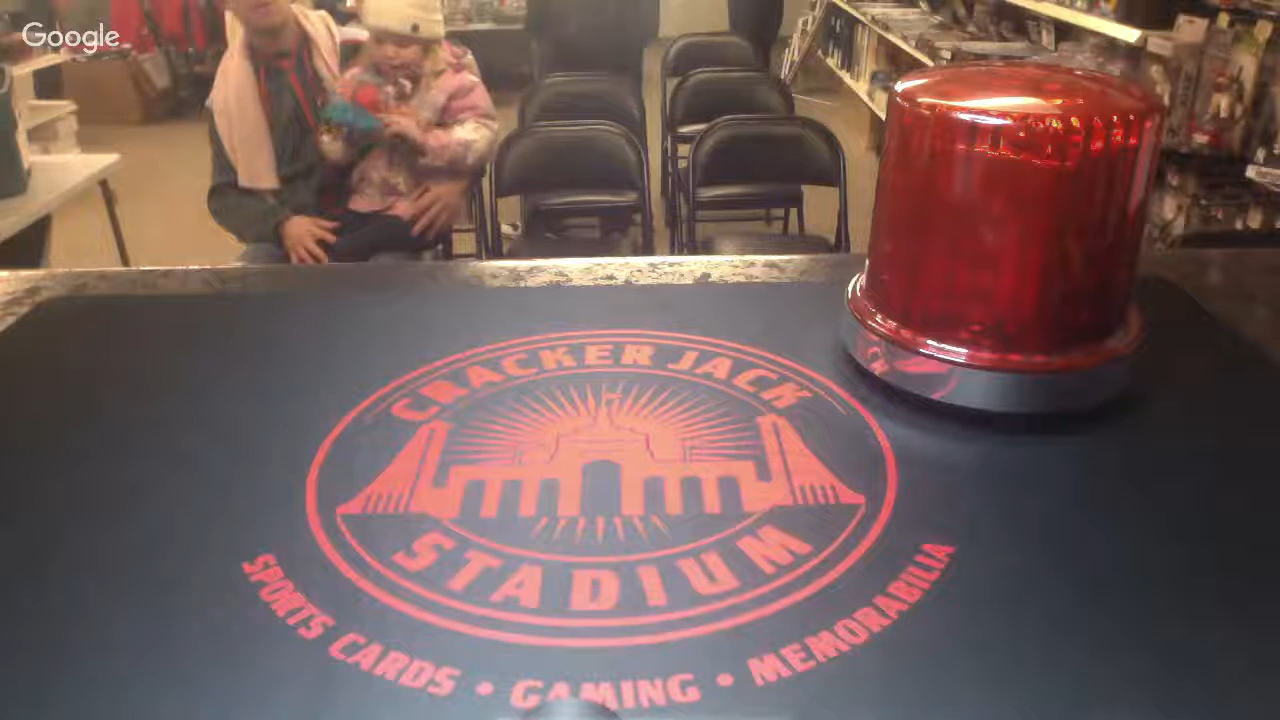 Google
CRACKER JACK
STADIUM
SPORTS CARDS • GAMING • MEMORABILIA